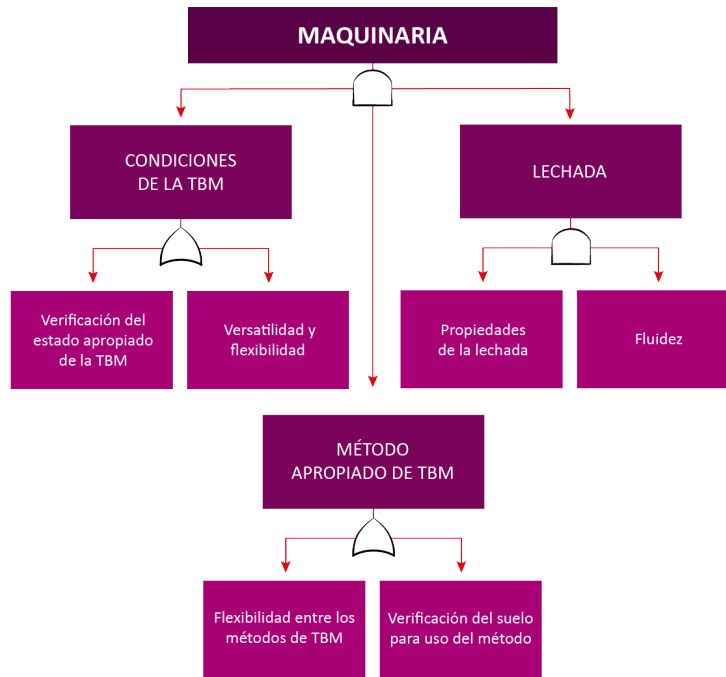 MAQUINARIA
CONDICIONES
DE LA TBM
LECHADA
Verificación del
estado apropiado
de la TBM
Versatilidad y
flexibilidad
Propiedades
de la lechada
Fluidez
MÉTODO
APROPIADO DE TBM
Flexibilidad entre los
métodos de TBM
Verificación del suelo
para uso del método